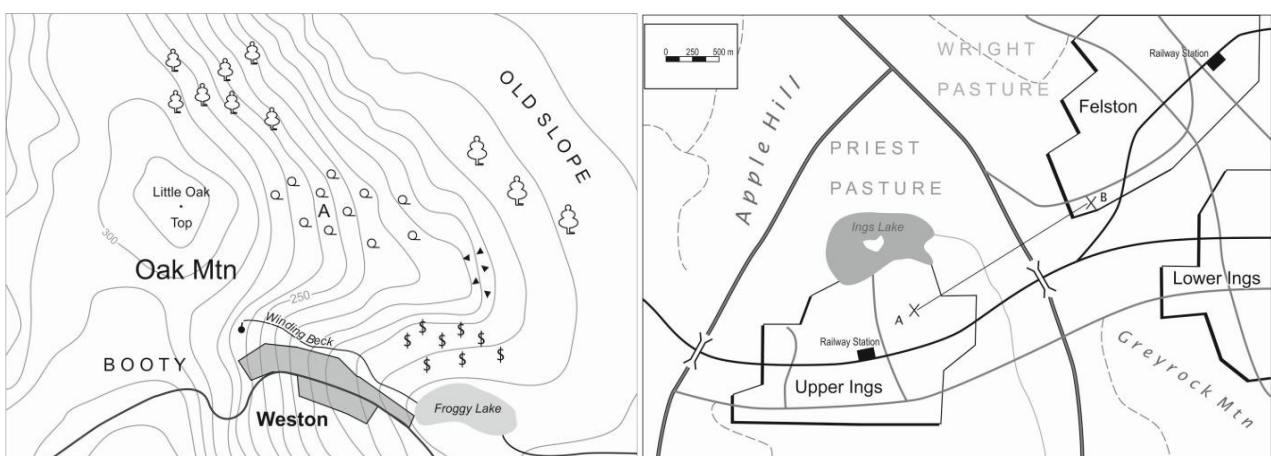 OLD SLOPE
A
Little Oak
Top
300
Oak Mtn
250
Winding Beck
$ $ $ $
$ $ $ $ $
BOOTY
Weston
Froggy Lake
0 250 500 m
WRIGHT
PASTURE
Railway Station
Felston
Apple Hill
PRIEST
PASTURE
B
Ings Lake
A
Lower Ings
Railway Station
Upper Ings
Greyrock Mtn